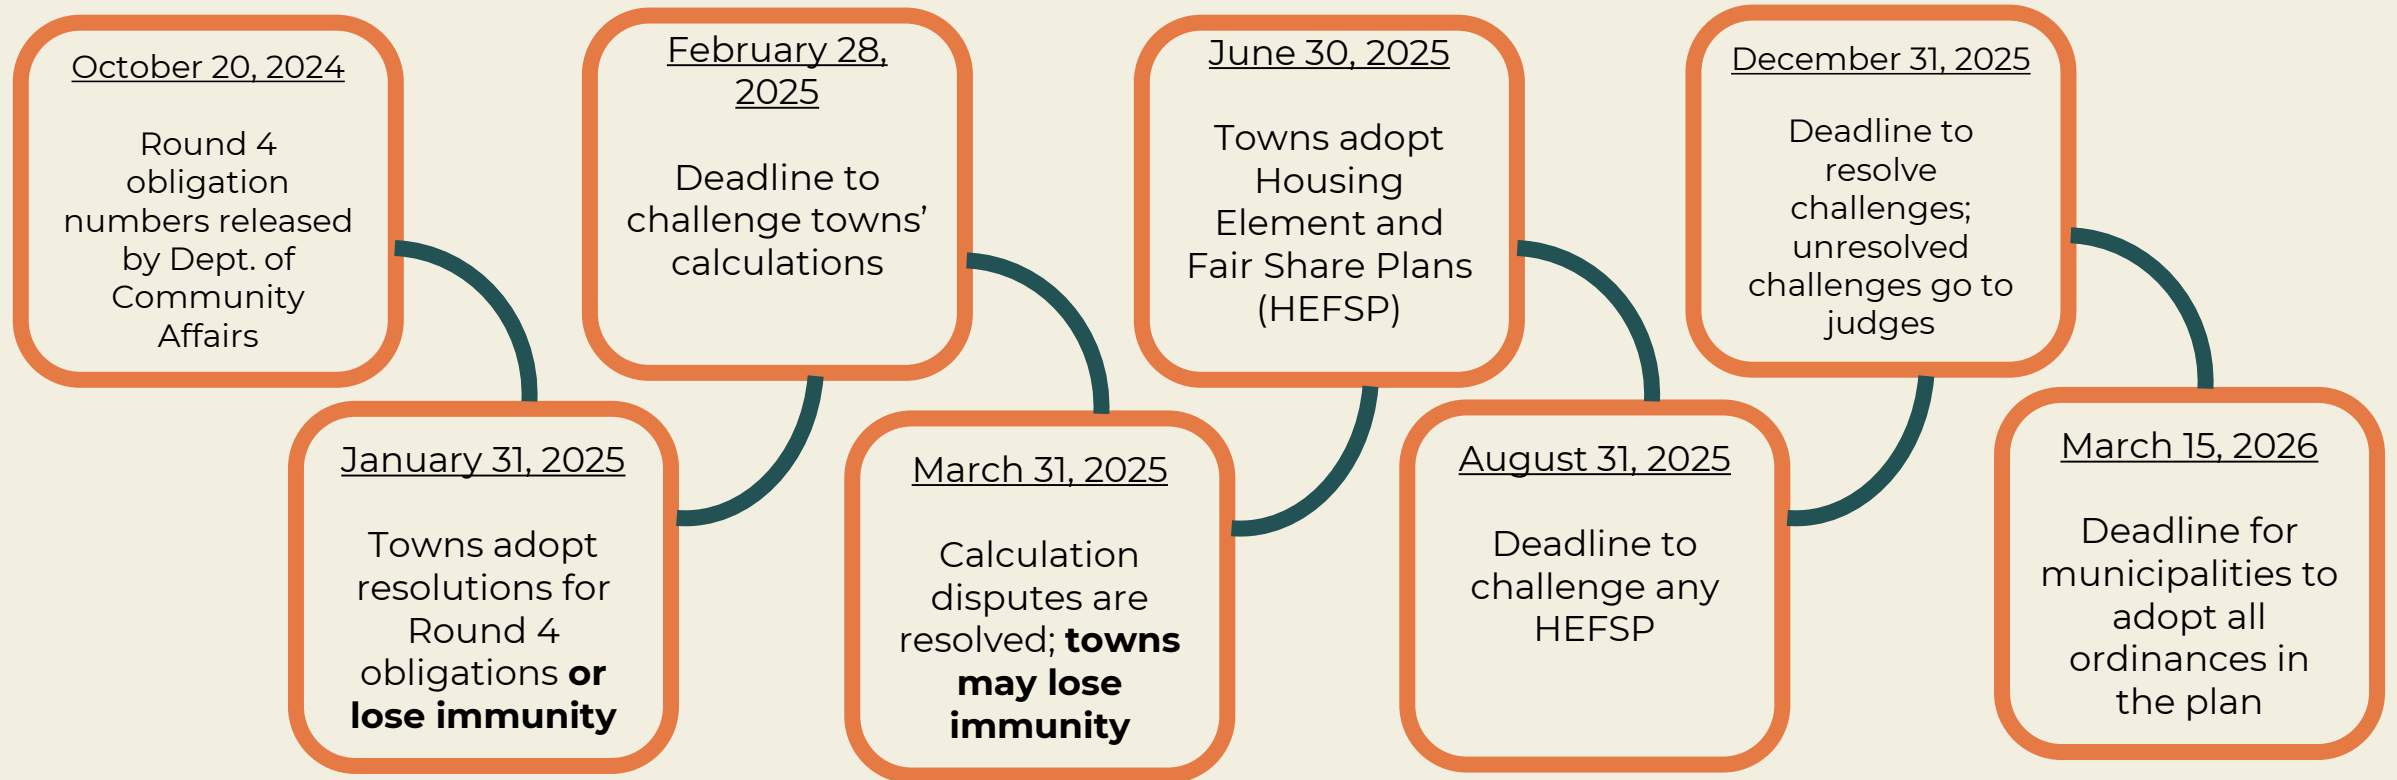 October 20, 2024
Round 4
obligation
numbers released
by Dept. of
Community
Affairs
January 31, 2025
Towns adopt
resolutions for
Round 4
obligations or
lose immunity
February 28,
2025
Deadline to
challenge towns’
calculations
March 31, 2025
Calculation
disputes are
resolved; towns
may lose
immunity
June 30, 2025
Towns adopt
Housing
Element and
Fair Share Plans
(HEFSP)
August 31, 2025
Deadline to
challenge any
HEFSP
December 31, 2025
Deadline to
resolve
challenges;
unresolved
challenges go to
judges
March 15, 2026
Deadline for
municipalities to
adopt all
ordinances in
the plan